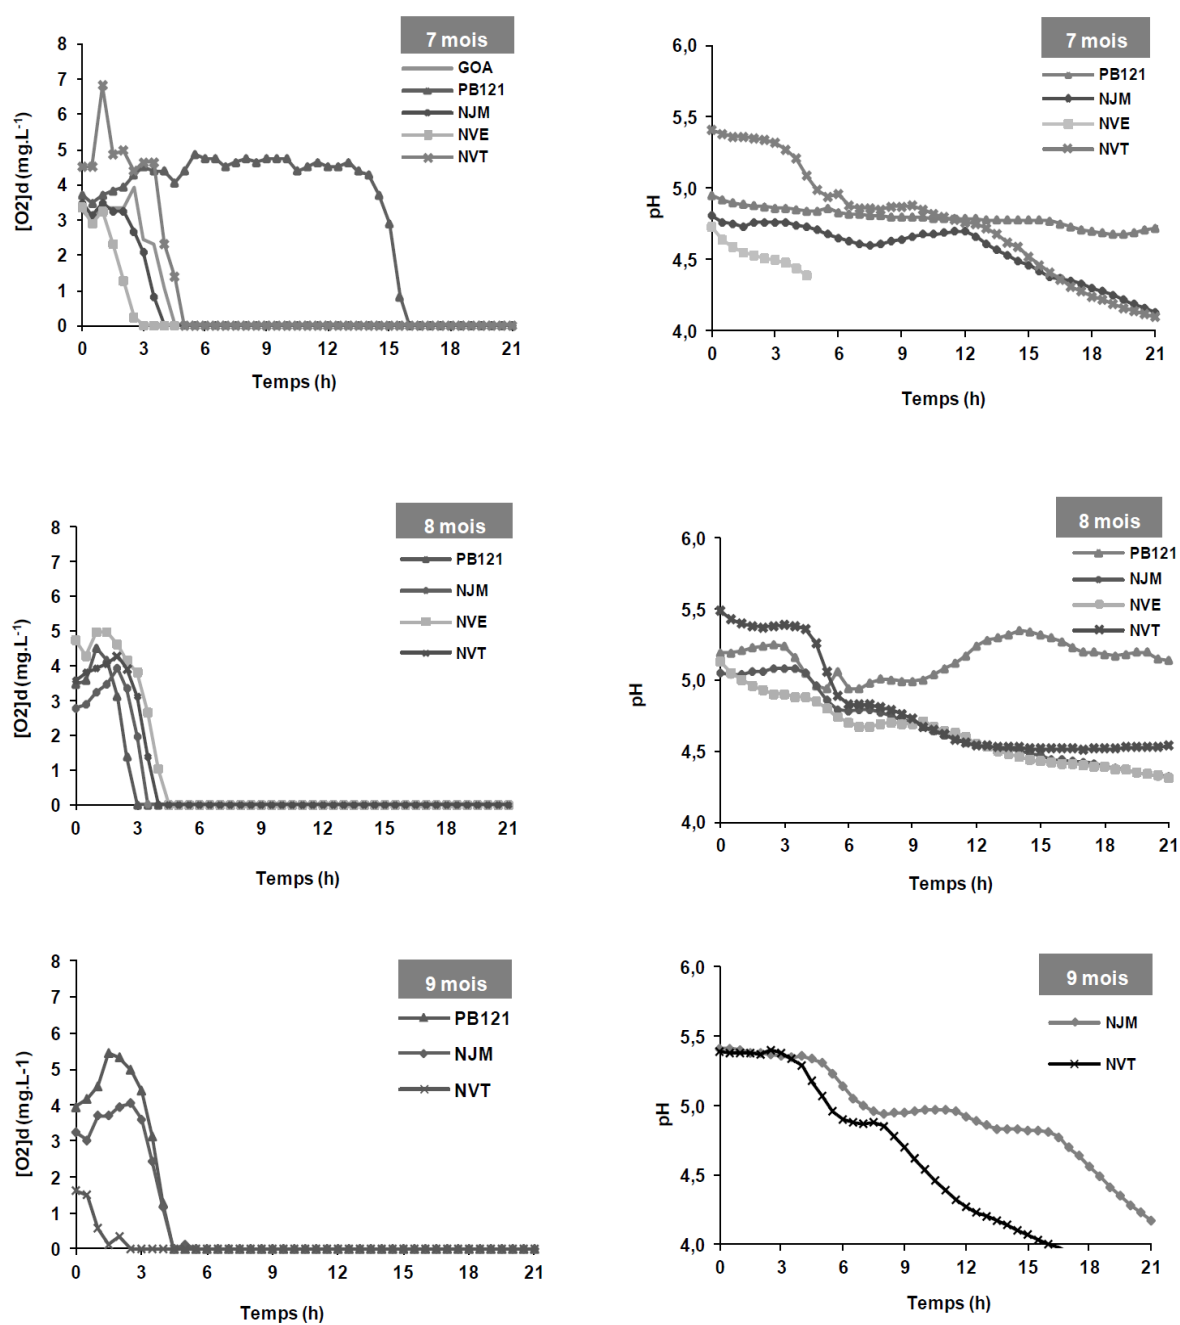 7 mois
GOA
PB121
NJM
NVE
NVT
8
7
6
5
4
3
2
1
0
[O2]d (mg.L-1)
0 3 6 9 12 15 18 21
Temps (h)
7 mois
PB121
NJM
NVE
NVT
6,0
5,5
5,0
4,5
4,0
pH
0 3 6 9 12 15 18 21
Temps (h)
8 mois
PB121
NJM
NVE
NVT
8
7
6
5
4
3
2
1
0
[O2]d (mg.L-1)
0 3 6 9 12 15 18 21
Temps (h)
8 mois
PB121
NJM
NVE
NVT
6,0
5,5
5,0
4,5
4,0
pH
0 3 6 9 12 15 18 21
Temps (h)
9 mois
PB121
NJM
NVT
8
7
6
5
4
3
2
1
0
[O2]d (mg.L-1)
0 3 6 9 12 15 18 21
Temps (h)
9 mois
NJM
NVT
6,0
5,5
5,0
4,5
4,0
pH
0 3 6 9 12 15 18 21
Temps (h)